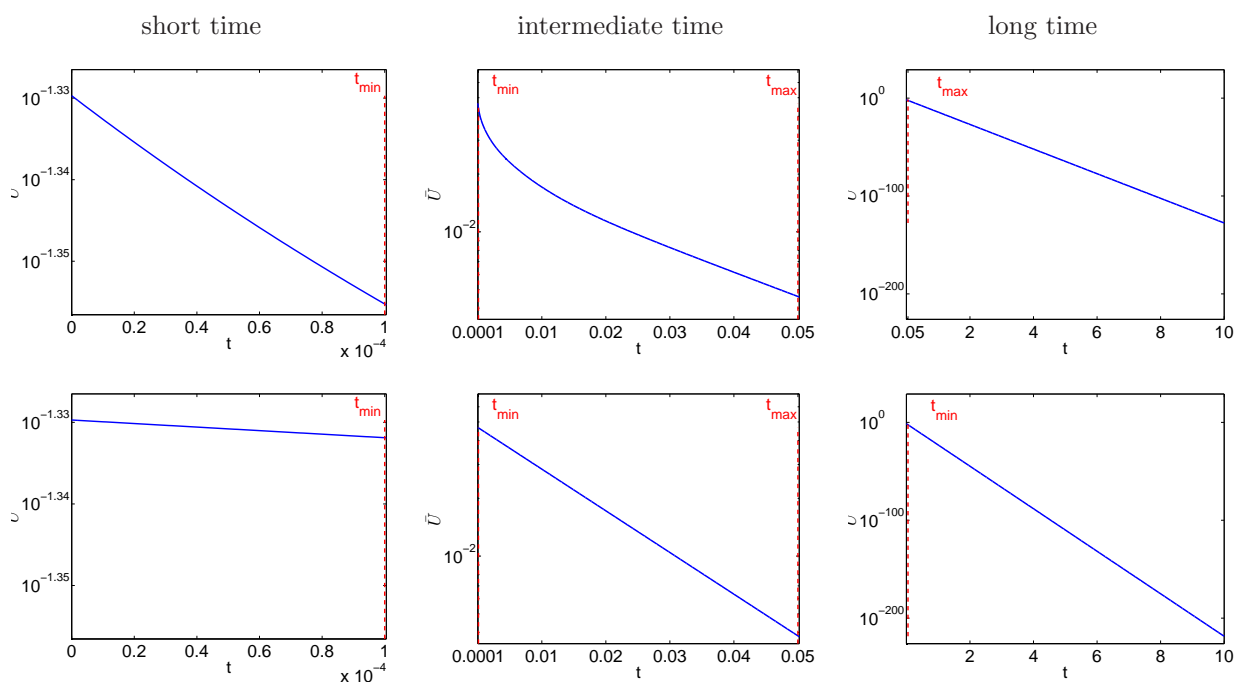 short time intermediate time long time
t_min
10^-1.33
10^-1.34
10^-1.35
0 0.2 0.4 0.6 0.8 1
t
x 10^-4
t_min t_max
Ū
10^-2
0.0001 0.01 0.02 0.03 0.04 0.05
t
t_max
10^0
10^-100
10^-200
0.05 2 4 6 8 10
t
t_min
10^-1.33
10^-1.34
10^-1.35
0 0.2 0.4 0.6 0.8 1
t
x 10^-4
t_min t_max
Ū
10^-2
0.0001 0.01 0.02 0.03 0.04 0.05
t
t_min
10^0
10^-100
10^-200
2 4 6 8 10
t